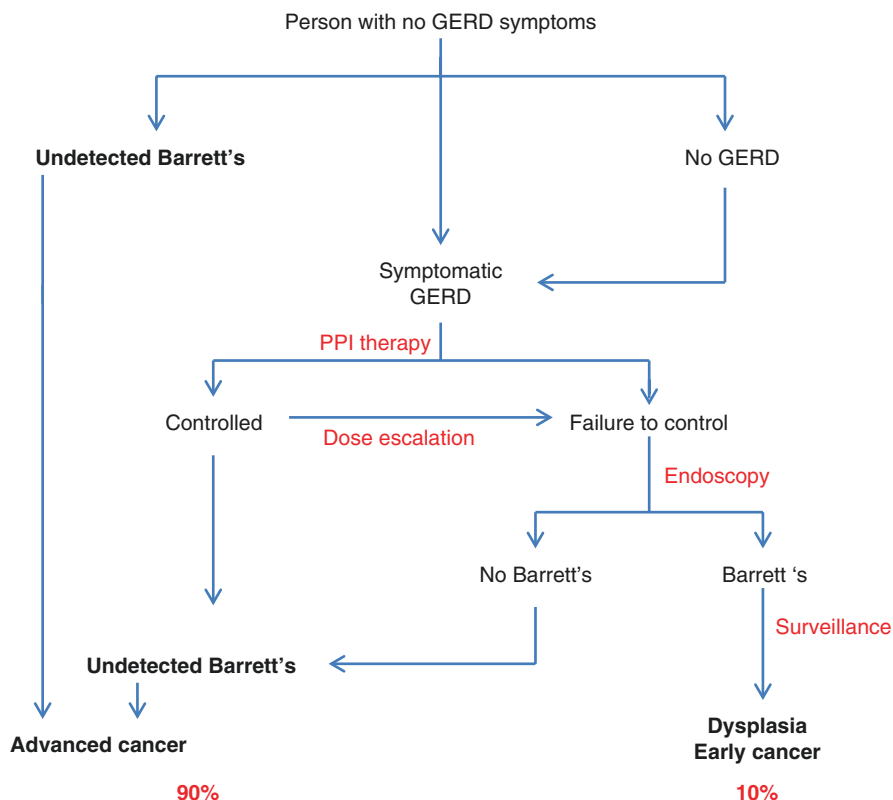 Person with no GERD symptoms
Undetected Barrett's
No GERD
Symptomatic
GERD
PPI therapy
Controlled
Failure to control
Dose escalation
Endoscopy
No Barrett's
Barrett ‘s
Surveillance
Undetected Barrett's
Dysplasia
Early cancer
Advanced cancer
90%
10%